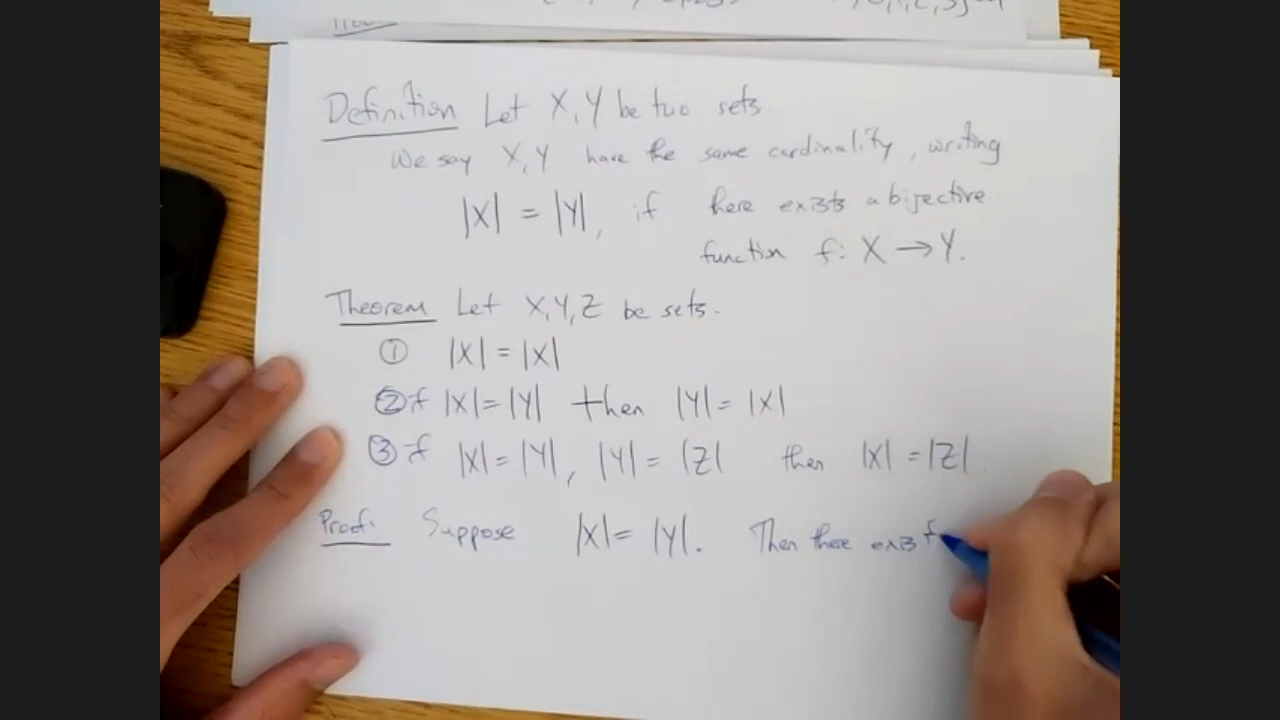 Definition Let X, Y be two sets
We say X, Y have the same cardinality, writing
|X| = |Y|, if there exists a bijective
function f: X → Y.
Theorem Let X, Y, Z be sets.
① |X| = |X|
② If |X| = |Y| then |Y| = |X|
③ If |X| = |Y|, |Y| = |Z| then |X| = |Z|
Proof: Suppose |X| = |Y|. Then there exis